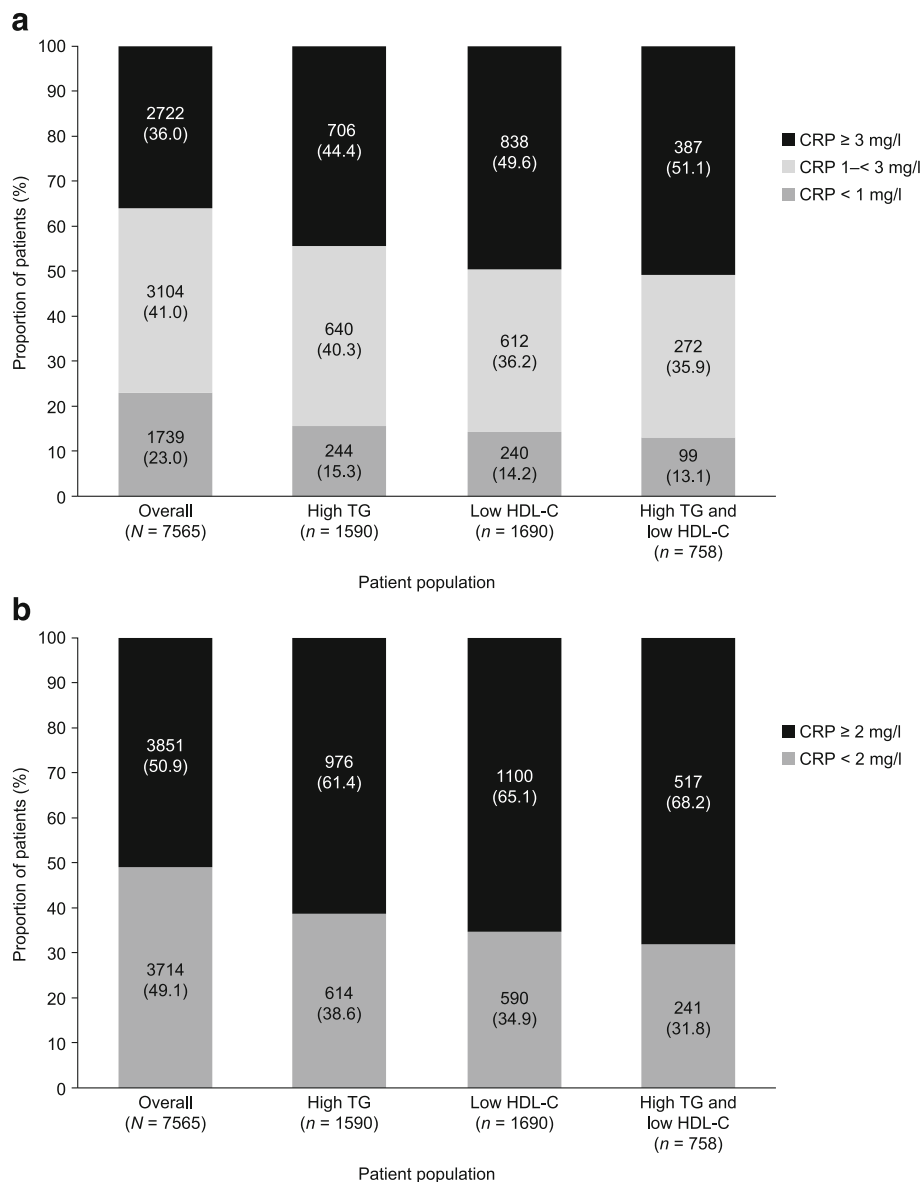 a
100
90
80
70
60
50
40
30
20
10
0
Proportion of patients (%)
2722
(36.0)
3104
(41.0)
1739
(23.0)
706
(44.4)
640
(40.3)
244
(15.3)
838
(49.6)
612
(36.2)
240
(14.2)
387
(51.1)
272
(35.9)
99
(13.1)
CRP ≥ 3 mg/l
CRP 1–< 3 mg/l
CRP < 1 mg/l
Overall
(N = 7565)
High TG
(n = 1590)
Low HDL-C
(n = 1690)
High TG and
low HDL-C
(n = 758)
Patient population
b
100
90
80
70
60
50
40
30
20
10
0
Proportion of patients (%)
3851
(50.9)
3714
(49.1)
976
(61.4)
614
(38.6)
1100
(65.1)
590
(34.9)
517
(68.2)
241
(31.8)
CRP ≥ 2 mg/l
CRP < 2 mg/l
Overall
(N = 7565)
High TG
(n = 1590)
Low HDL-C
(n = 1690)
High TG and
low HDL-C
(n = 758)
Patient population